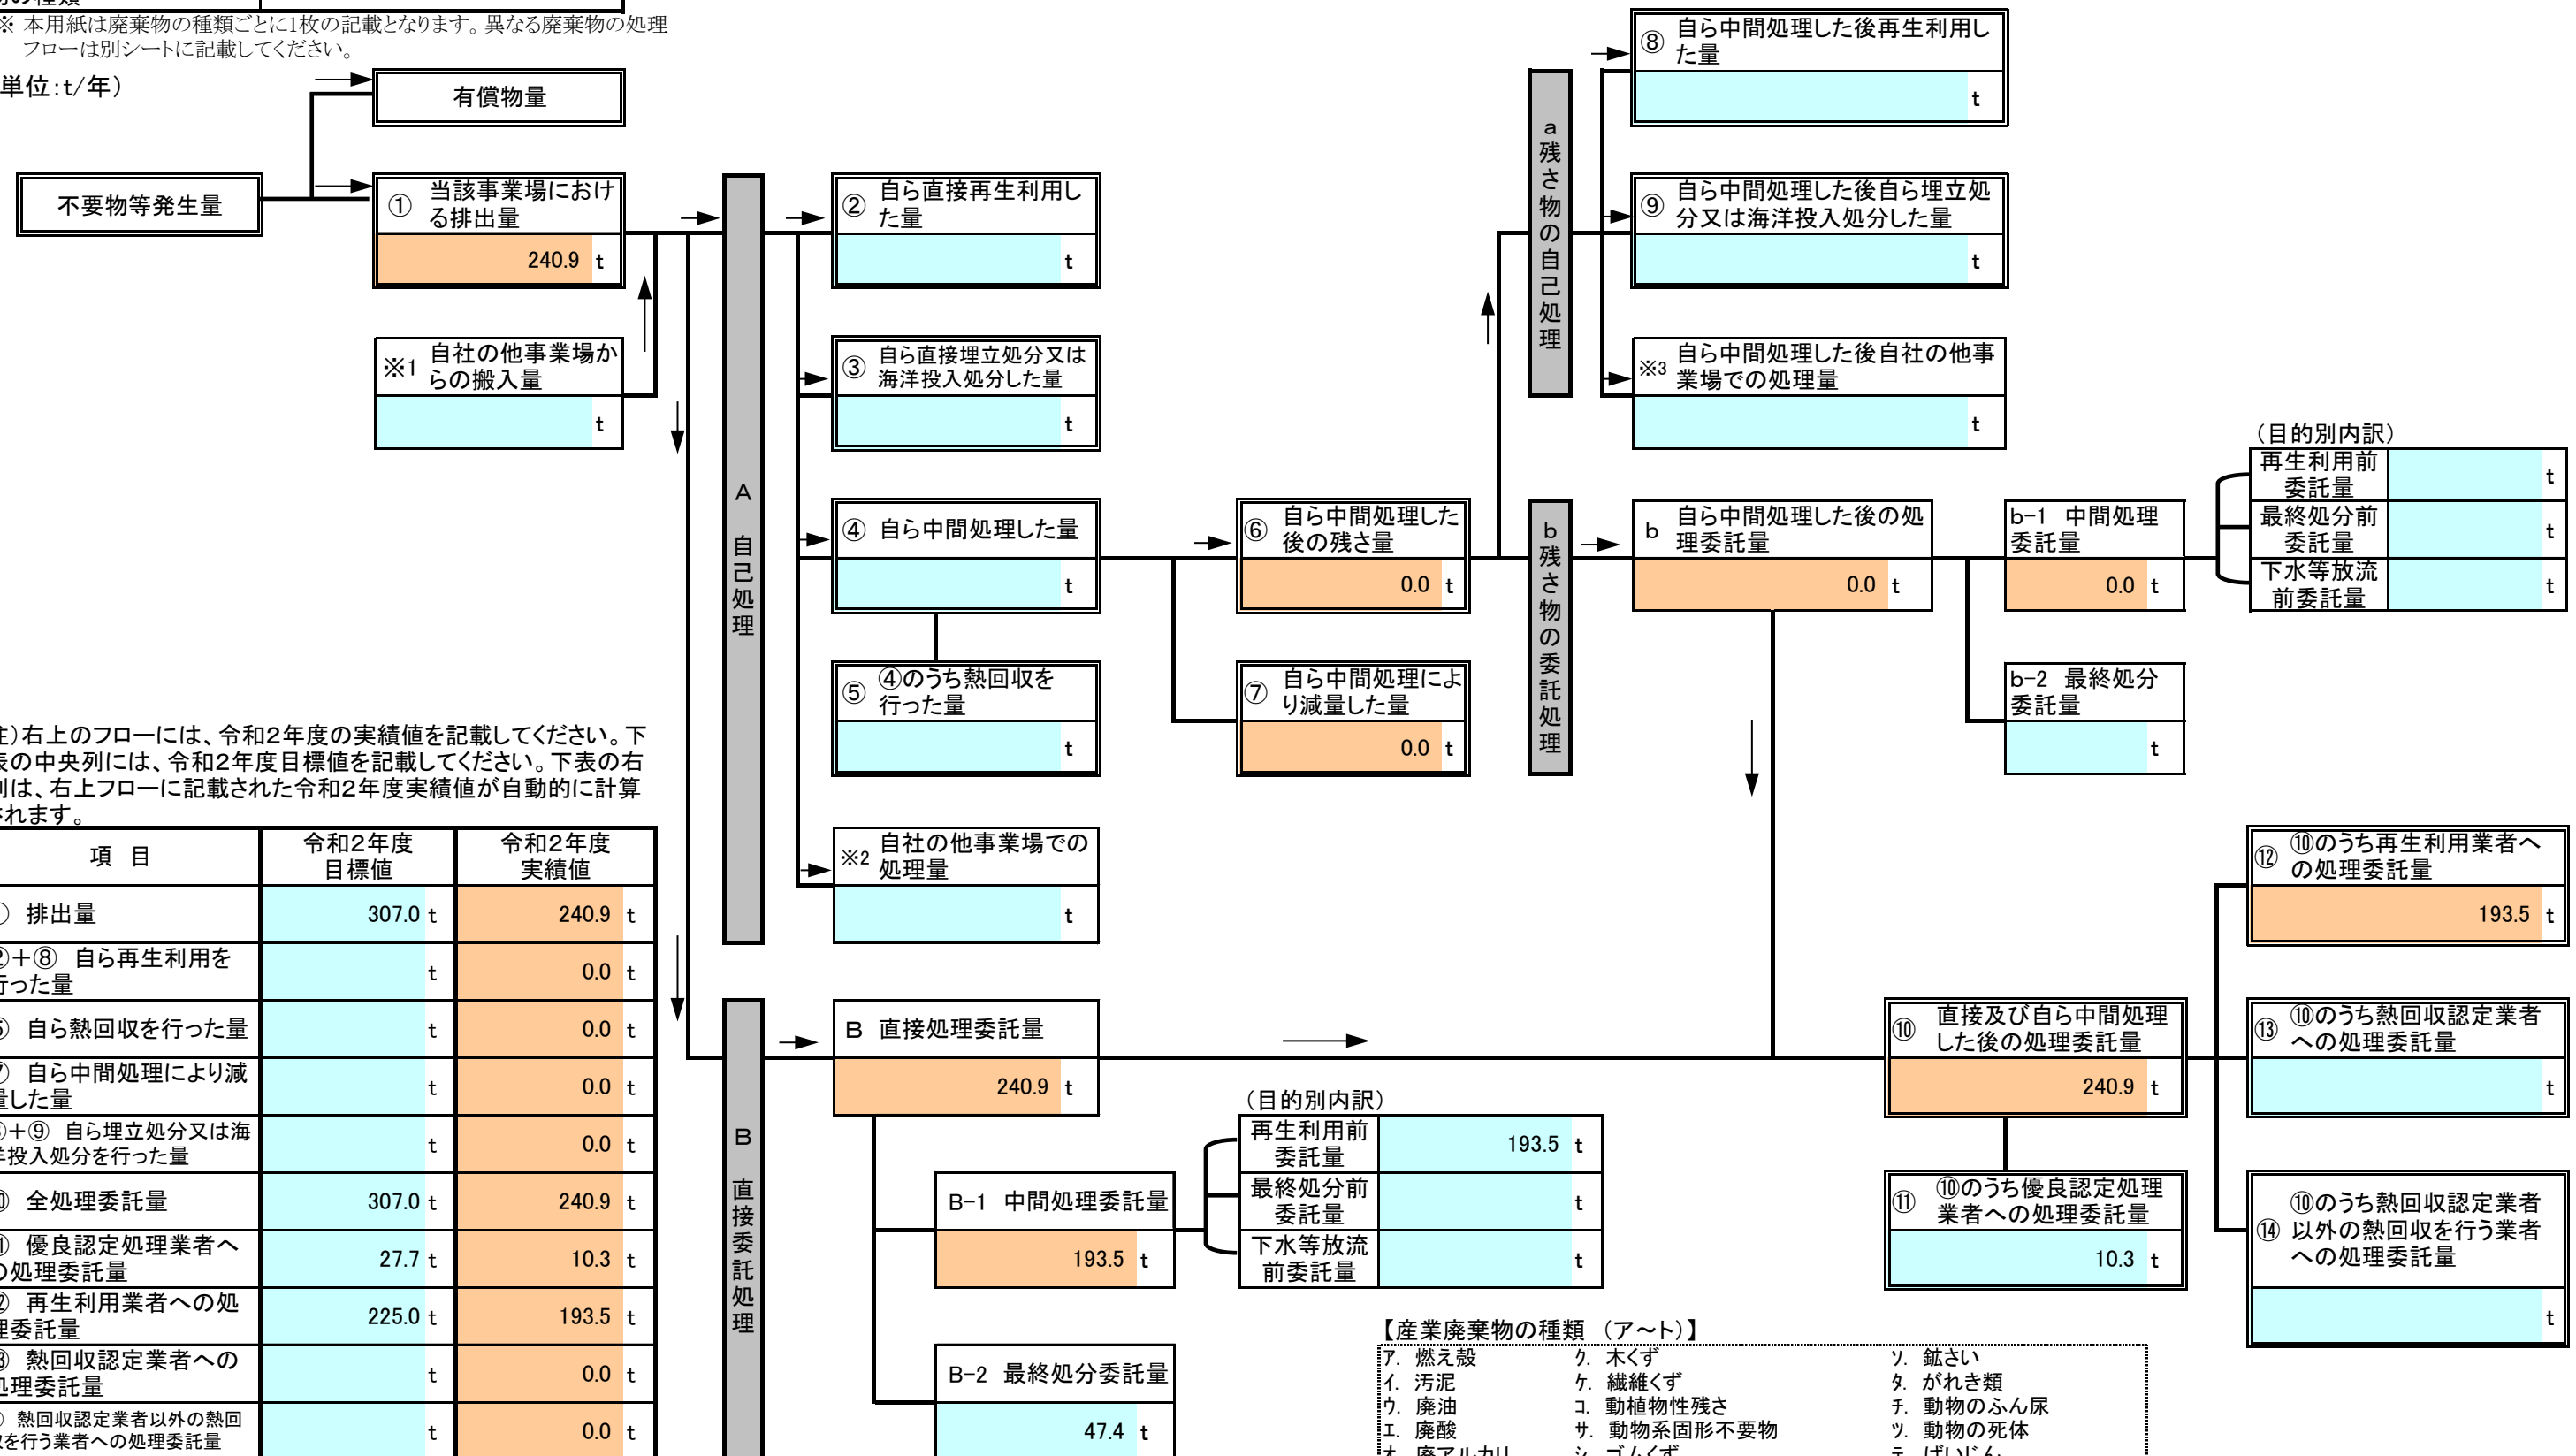 物の種類
※ 本用紙は廃棄物の種類ごとに1枚の記載となります。異なる廃棄物の処理
フローは別シートに記載してください。
単位:t/年)
有償物量
不要物等発生量
① 当該事業場におけ
る排出量
240.9 t
※1 自社の他事業場か
らの搬入量
t
A 自己処理
② 自ら直接再生利用し
た量
t
③ 自ら直接埋立処分又は
海洋投入処分した量
t
④ 自ら中間処理した量
t
⑤ ④のうち熱回収を
行った量
t
※2 自社の他事業場での
処理量
t
⑥ 自ら中間処理した
後の残さ量
0.0 t
⑦ 自ら中間処理によ
り減量した量
0.0 t
a残さ物の自己処理
⑧ 自ら中間処理した後再生利用し
た量
t
⑨ 自ら中間処理した後自ら埋立処
分又は海洋投入処分した量
t
※3 自ら中間処理した後自社の他事
業場での処理量
t
b残さ物の委託処理
b 自ら中間処理した後の処
理委託量
0.0 t
b-1 中間処理
委託量
0.0 t
b-2 最終処分
委託量
t
(目的別内訳)
再生利用前
委託量
t
最終処分前
委託量
t
下水等放流
前委託量
t
注)右上のフローには、令和2年度の実績値を記載してください。下
表の中央列には、令和2年度目標値を記載してください。下表の右
列は、右上フローに記載された令和2年度実績値が自動的に計算
されます。
項 目 令和2年度
目標値 令和2年度
実績値
① 排出量 307.0 t 240.9 t
②+⑧ 自ら再生利用を
行った量 t 0.0 t
⑤ 自ら熱回収を行った量 t 0.0 t
⑦ 自ら中間処理により減
量した量 t 0.0 t
③+⑨ 自ら埋立処分又は海
洋投入処分を行った量 t 0.0 t
⑩ 全処理委託量 307.0 t 240.9 t
⑪ 優良認定処理業者へ
の処理委託量 27.7 t 10.3 t
⑫ 再生利用業者への処
理委託量 225.0 t 193.5 t
⑬ 熱回収認定業者への
処理委託量 t 0.0 t
⑭ 熱回収認定業者以外の熱回
収を行う業者への処理委託量 t 0.0 t
B 直接委託処理
B 直接処理委託量
240.9 t
B-1 中間処理委託量
193.5 t
B-2 最終処分委託量
47.4 t
(目的別内訳)
再生利用前
委託量
193.5 t
最終処分前
委託量
t
下水等放流
前委託量
t
⑩ 直接及び自ら中間処理
した後の処理委託量
240.9 t
⑪ ⑩のうち優良認定処理
業者への処理委託量
10.3 t
⑫ ⑩のうち再生利用業者へ
の処理委託量
193.5 t
⑬ ⑩のうち熱回収認定業者
への処理委託量
t
⑭ ⑩のうち熱回収認定業者
以外の熱回収を行う業者
への処理委託量
t
【産業廃棄物の種類 (ア～ト)】
ア. 燃え殻 ク. 木くず ソ. 鉱さい
イ. 汚泥 ケ. 繊維くず タ. がれき類
ウ. 廃油 コ. 動植物性残さ チ. 動物のふん尿
エ. 廃酸 サ. 動物系固形不要物 ツ. 動物の死体
オ. 廃アルカリ シ. ゴムくず テ. ばいじん